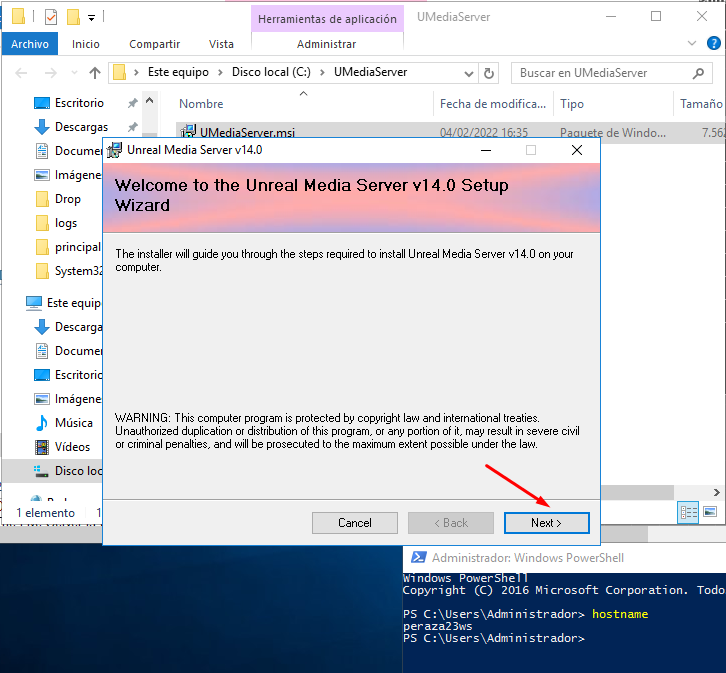 Herramientas de aplicación
UMediaServer
Archivo
Inicio
Compartir
Vista
Administrar
Este equipo
Disco local (C:)
UMediaServer
Buscar en UMediaServer
Nombre
Fecha de modifica...
Tipo
Tamaño
Escritorio
Descargas
Documen
Imágene
Drop
logs
principal
System32
Este equip
Descarga
Documen
Escritorio
Imágene
Música
Vídeos
Disco loc
UMediaServer.msi
04/02/2022 16:35
Paquete de Windo...
7.562
1 elemento
1
Unreal Media Server v14.0
Welcome to the Unreal Media Server v14.0 Setup
Wizard
The installer will guide you through the steps required to install Unreal Media Server v14.0 on your
computer.
WARNING: This computer program is protected by copyright law and international treaties.
Unauthorized duplication or distribution of this program, or any portion of it, may result in severe civil
or criminal penalties, and will be prosecuted to the maximum extent possible under the law.
Cancel
< Back
Next >
Administrador: Windows PowerShell
Windows PowerShell
Copyright (C) 2016 Microsoft Corporation. Todo
PS C:\Users\Administrador> hostname
peraza23ws
PS C:\Users\Administrador>